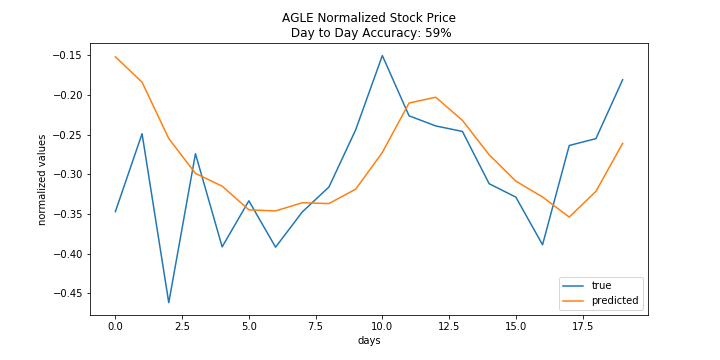 AGLE Normalized Stock Price
Day to Day Accuracy: 59%
−0.15
−0.20
−0.25
−0.30
−0.35
−0.40
−0.45
normalized values
0.0 2.5 5.0 7.5 10.0 12.5 15.0 17.5
days
true
predicted